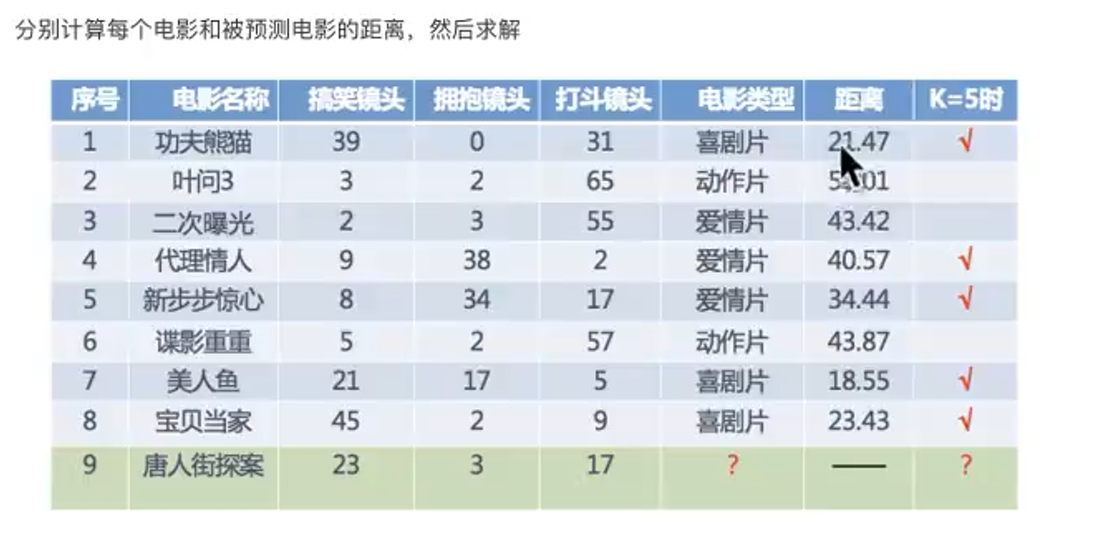 分别计算每个电影和被预测电影的距离，然后求解
序号 电影名称 搞笑镜头 拥抱镜头 打斗镜头 电影类型 距离 K=5时
1 功夫熊猫 39 0 31 喜剧片 21.47 √
2 叶问3 3 2 65 动作片
3 二次曝光 2 3 55 爱情片 43.42
4 代理情人 9 38 2 爱情片 40.57 √
5 新步步惊心 8 34 17 爱情片 34.44 √
6 谍影重重 5 2 57 动作片 43.87
7 美人鱼 21 17 5 喜剧片 18.55 √
8 宝贝当家 45 2 9 喜剧片 23.43 √
9 唐人街探案 23 3 17 ? —— ?